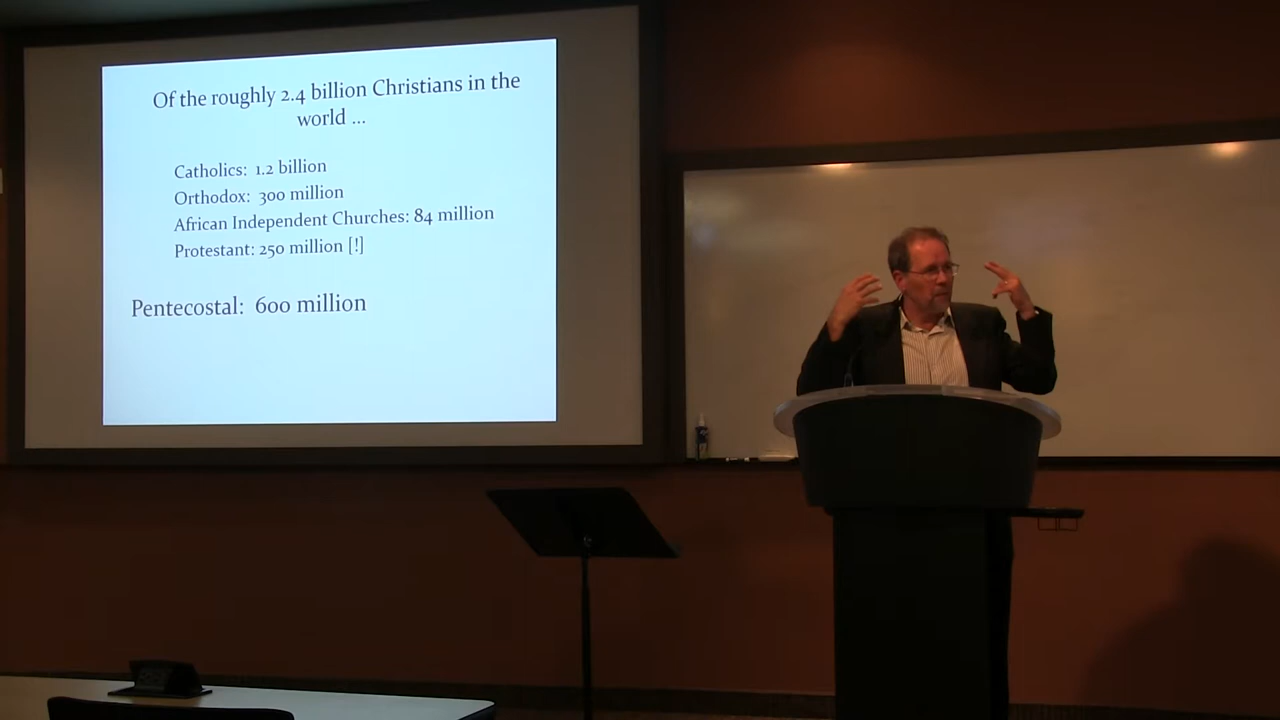 Of the roughly 2.4 billion Christians in the
world ...
Catholics: 1.2 billion
Orthodox: 300 million
African Independent Churches: 84 million
Protestant: 250 million [!]
Pentecostal: 600 million